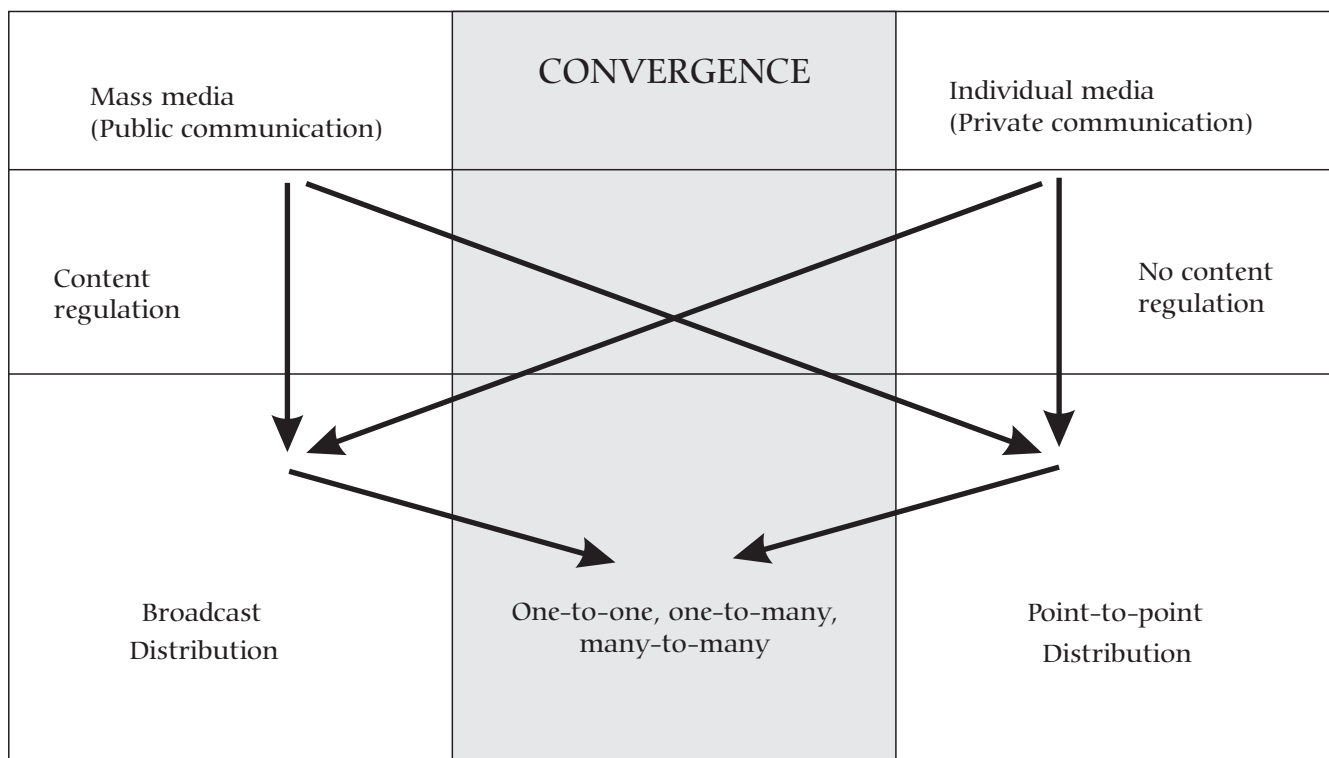 Mass media
(Public communication)
CONVERGENCE
Individual media
(Private communication)
Content
regulation
No content
regulation
Broadcast
Distribution
One-to-one, one-to-many,
many-to-many
Point-to-point
Distribution